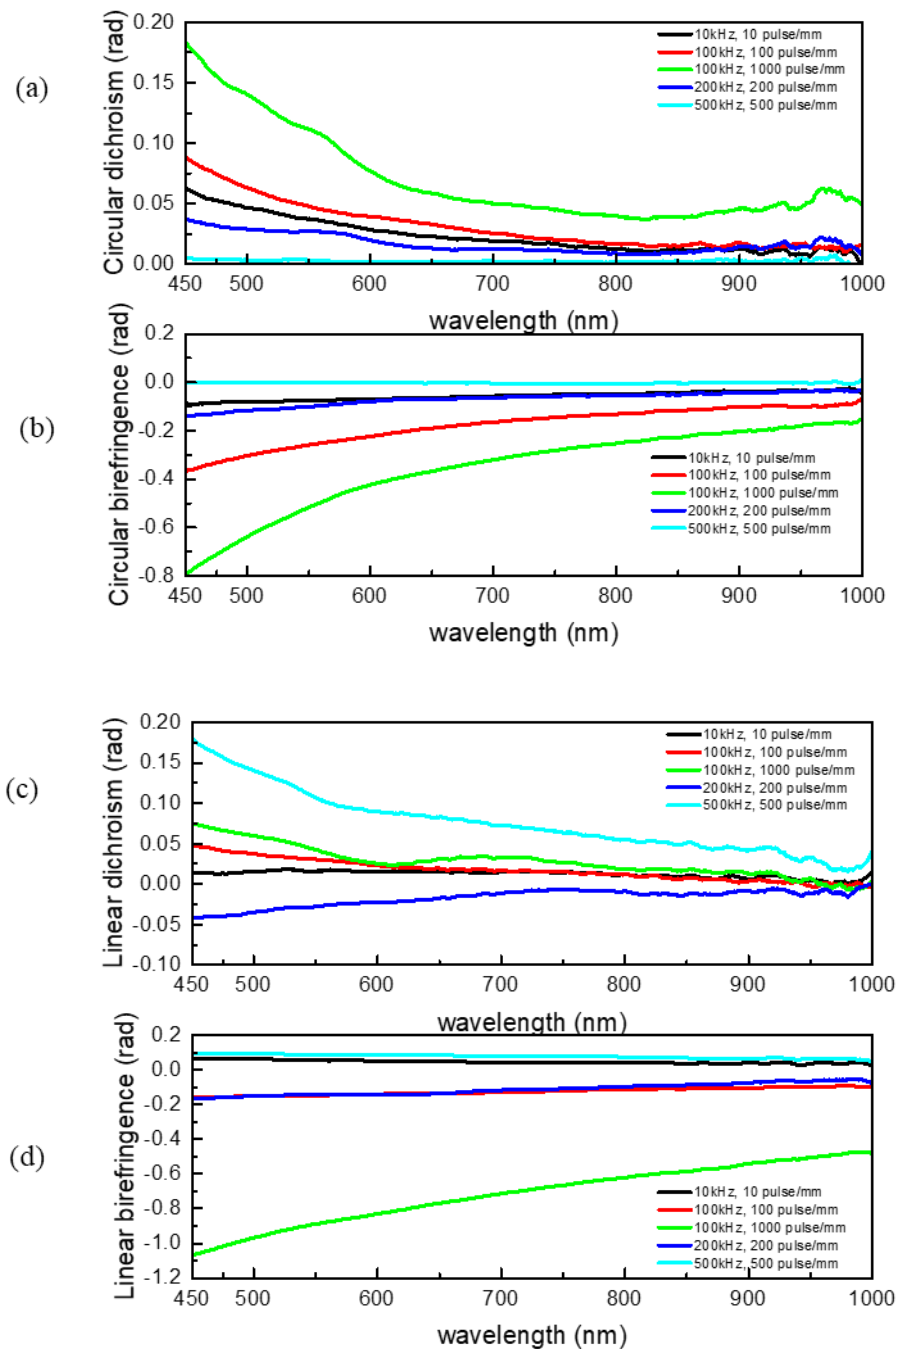 (a)
Circular dichroism (rad)
0.20
0.15
0.10
0.05
0.00
10kHz, 10 pulse/mm
100kHz, 100 pulse/mm
100kHz, 1000 pulse/mm
200kHz, 200 pulse/mm
500kHz, 500 pulse/mm
450 500 600 700 800 900 1000
wavelength (nm)
(b)
Circular birefringence (rad)
0.2
0.0
-0.2
-0.4
-0.6
-0.8
10kHz, 10 pulse/mm
100kHz, 100 pulse/mm
100kHz, 1000 pulse/mm
200kHz, 200 pulse/mm
500kHz, 500 pulse/mm
450 500 600 700 800 900 1000
wavelength (nm)
(c)
Linear dichroism (rad)
0.20
0.15
0.10
0.05
0.00
-0.05
-0.10
10kHz, 10 pulse/mm
100kHz, 100 pulse/mm
100kHz, 1000 pulse/mm
200kHz, 200 pulse/mm
500kHz, 500 pulse/mm
450 500 600 700 800 900 1000
wavelength (nm)
(d)
Linear birefringence (rad)
0.2
0.0
-0.2
-0.4
-0.6
-0.8
-1.0
-1.2
10kHz, 10 pulse/mm
100kHz, 100 pulse/mm
100kHz, 1000 pulse/mm
200kHz, 200 pulse/mm
500kHz, 500 pulse/mm
450 500 600 700 800 900 1000
wavelength (nm)